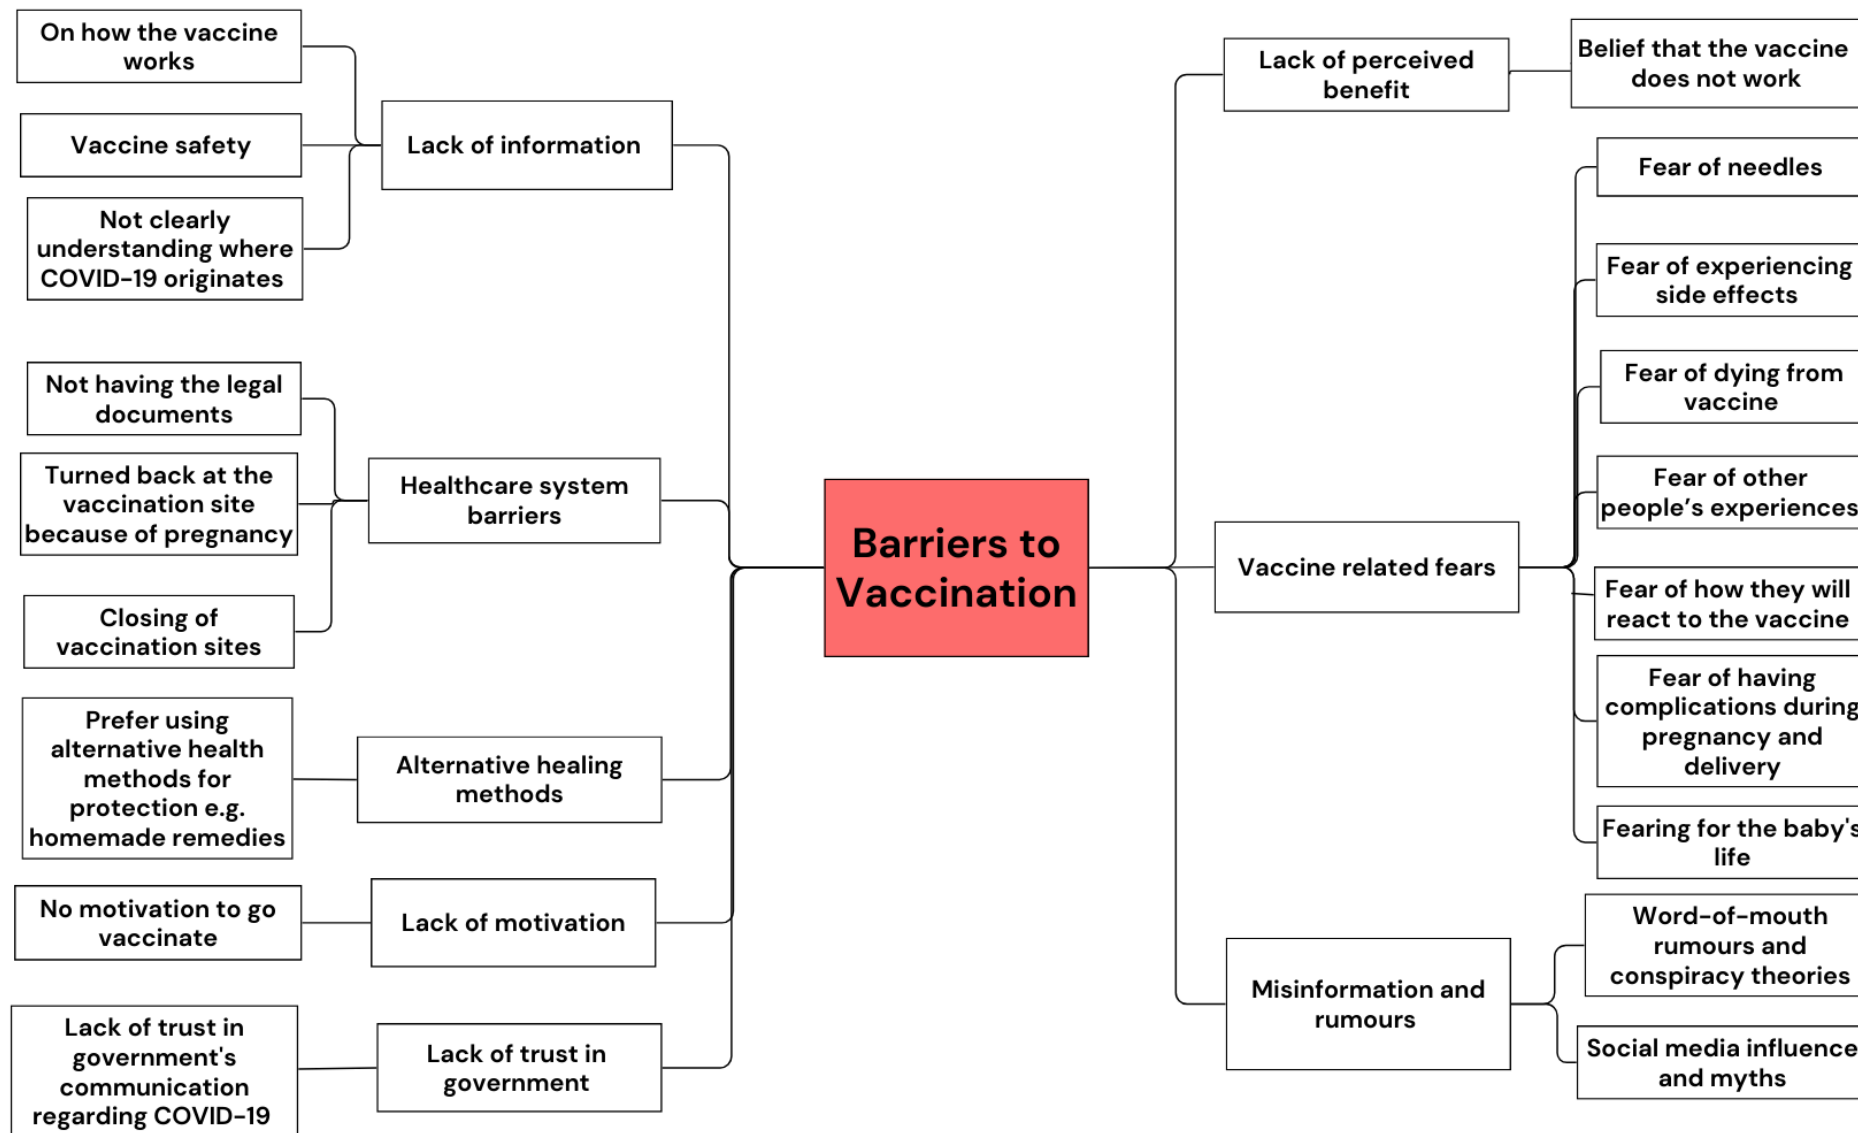 On how the vaccine
works
Vaccine safety
Not clearly
understanding where
COVID-19 originates
Lack of information
Not having the legal
documents
Turned back at the
vaccination site
because of pregnancy
Closing of
vaccination sites
Healthcare system
barriers
Prefer using
alternative health
methods for
protection e.g.
homemade remedies
Alternative healing
methods
No motivation to go
vaccinate
Lack of motivation
Lack of trust in
government's
communication
regarding COVID-19
Lack of trust in
government
Barriers to
Vaccination
Lack of perceived
benefit
Belief that the vaccine
does not work
Vaccine related fears
Fear of needles
Fear of experiencing
side effects
Fear of dying from
vaccine
Fear of other
people’s experiences
Fear of how they will
react to the vaccine
Fear of having
complications during
pregnancy and
delivery
Fearing for the baby's
life
Misinformation and
rumours
Word-of-mouth
rumours and
conspiracy theories
Social media influence
and myths